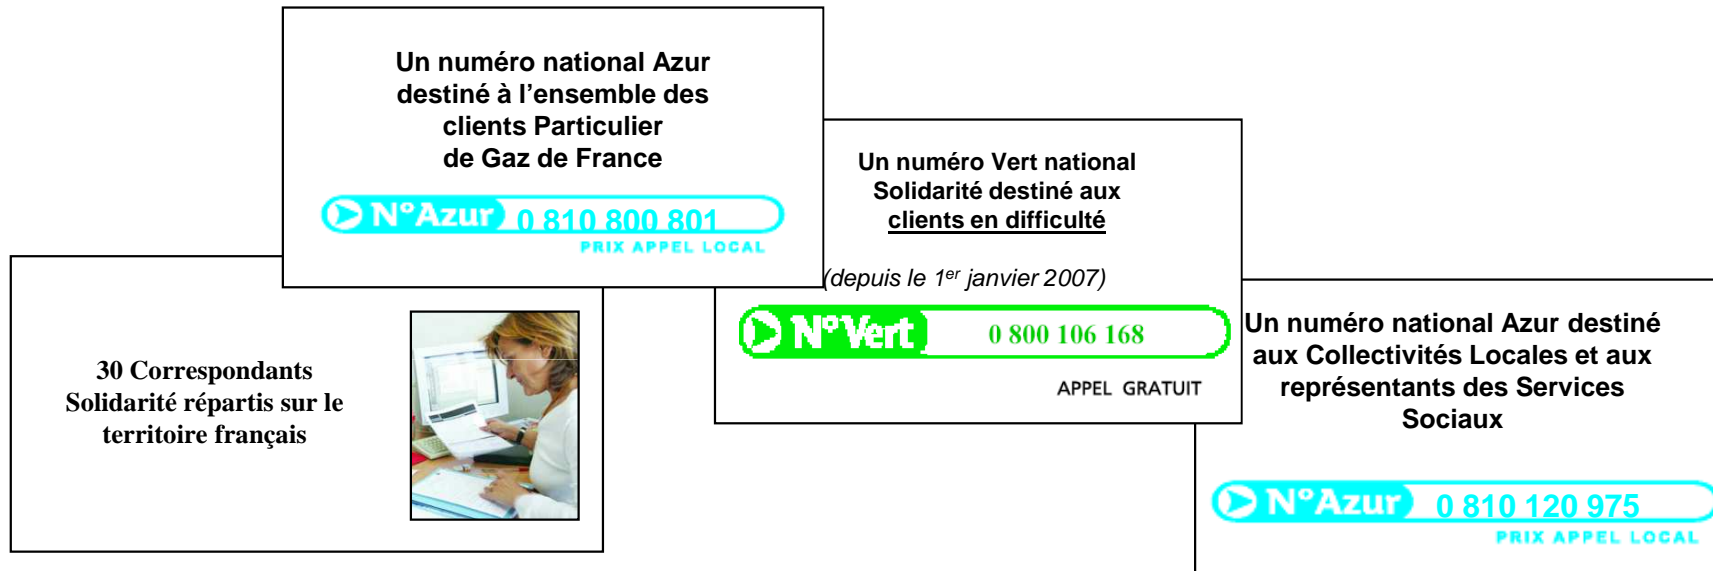 Un numéro national Azur
destiné à l'ensemble des
clients Particulier
de Gaz de France
N°Azur 0 810 800 801
PRIX APPEL LOCAL
30 Correspondants
Solidarité répartis sur le
territoire français
Un numéro Vert national
Solidarité destiné aux
clients en difficulté
(depuis le 1er janvier 2007)
N°Vert 0 800 106 168
APPEL GRATUIT
Un numéro national Azur destiné
aux Collectivités Locales et aux
représentants des Services
Sociaux
N°Azur 0 810 120 975
PRIX APPEL LOCAL